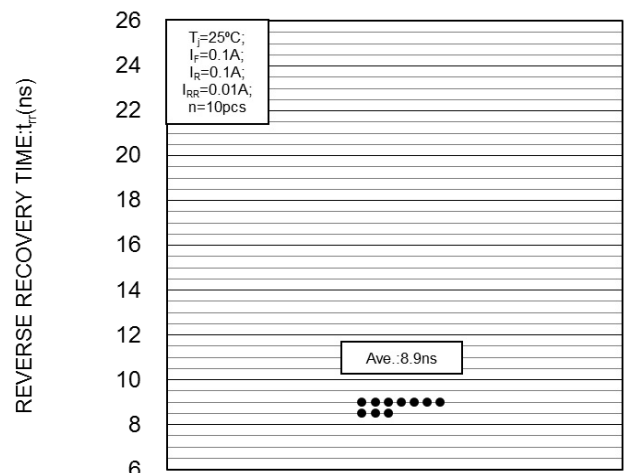 REVERSE RECOVERY TIME:trr(ns)
26
24
22
20
18
16
14
12
10
8
6
Tj=25ºC;
IF=0.1A;
IR=0.1A;
IRR=0.01A;
n=10pcs
Ave.:8.9ns